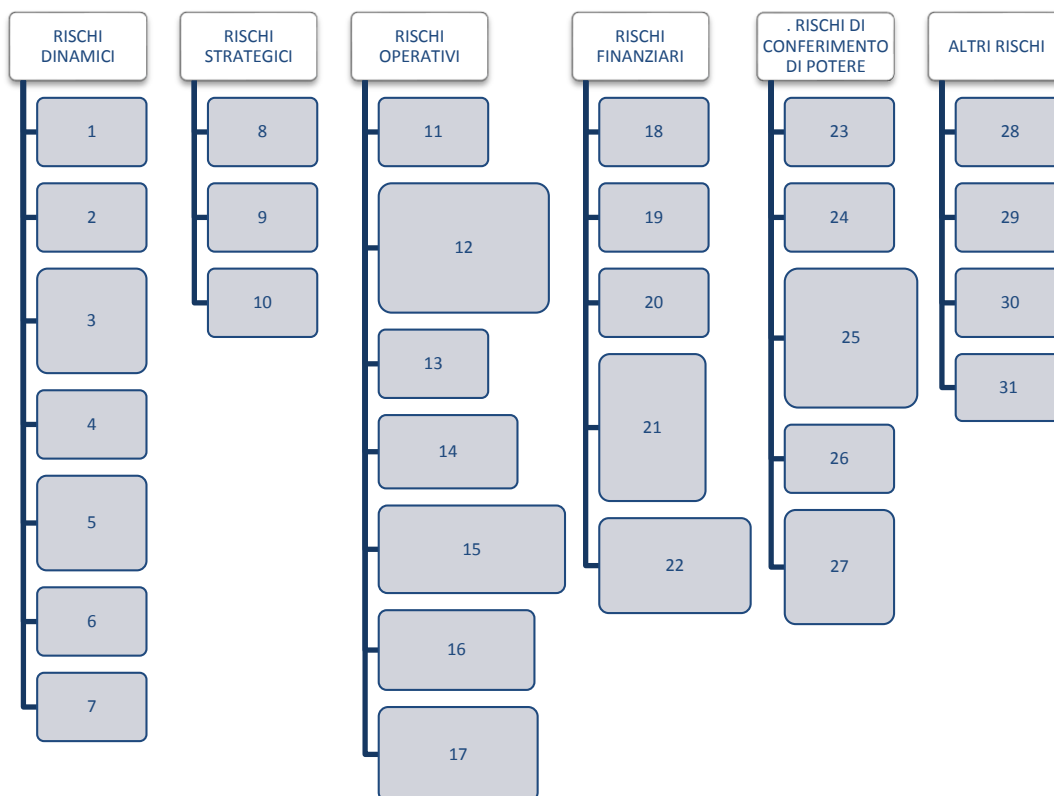 RISCHI
DINAMICI
1
2
3
4
5
6
7
RISCHI
STRATEGICI
8
9
10
RISCHI
OPERATIVI
11
12
13
14
15
16
17
RISCHI
FINANZIARI
18
19
20
21
22
. RISCHI DI
CONFERIMENTO
DI POTERE
23
24
25
26
27
ALTRI RISCHI
28
29
30
31